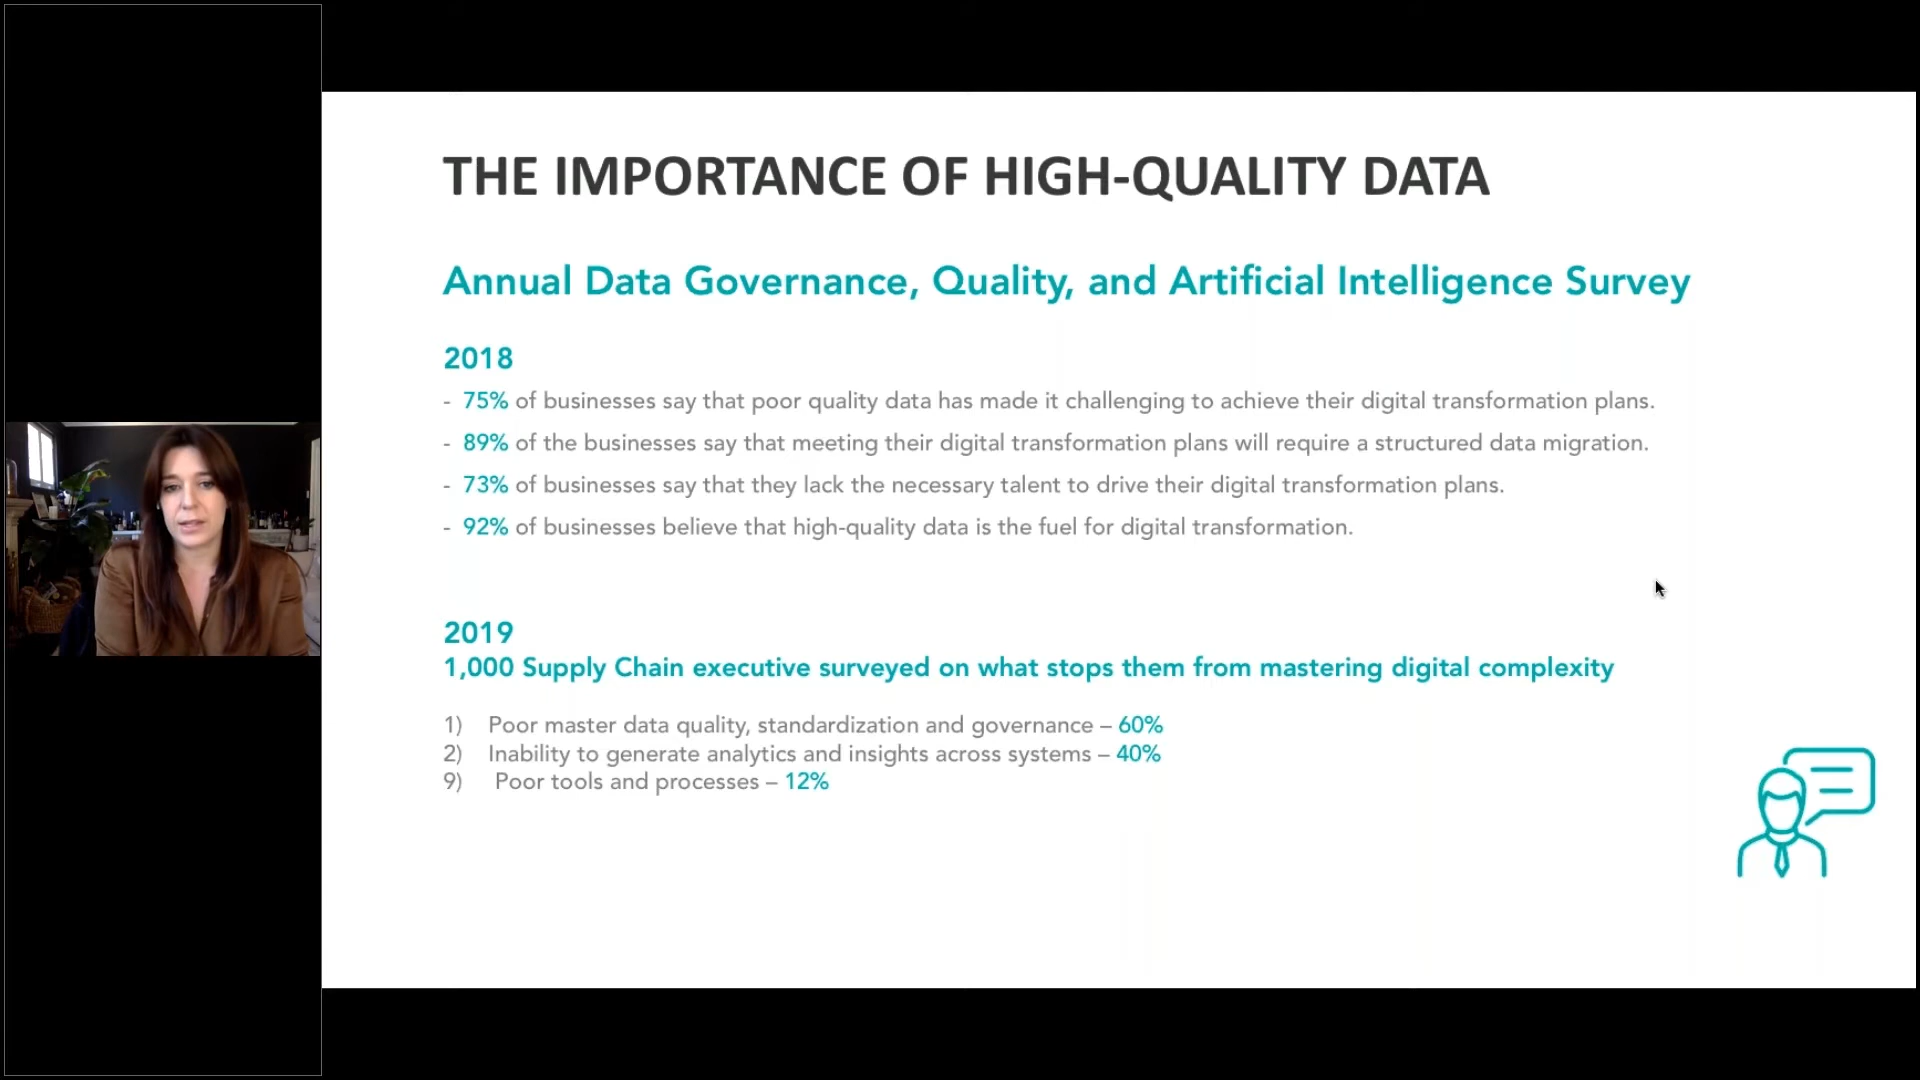 THE IMPORTANCE OF HIGH-QUALITY DATA
Annual Data Governance, Quality, and Artificial Intelligence Survey
2018
- 75% of businesses say that poor quality data has made it challenging to achieve their digital transformation plans.
- 89% of the businesses say that meeting their digital transformation plans will require a structured data migration.
- 73% of businesses say that they lack the necessary talent to drive their digital transformation plans.
- 92% of businesses believe that high-quality data is the fuel for digital transformation.
2019
1,000 Supply Chain executive surveyed on what stops them from mastering digital complexity
1) Poor master data quality, standardization and governance – 60%
2) Inability to generate analytics and insights across systems – 40%
9) Poor tools and processes – 12%